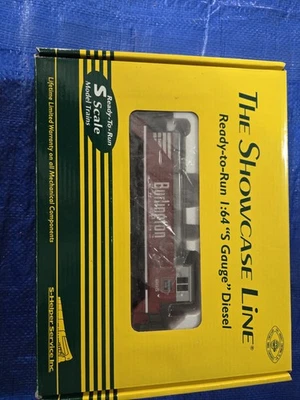 THE SHOWCASE LINE®
Ready-to-Run 1:64 "S Gauge" Diesel
Burlington
Ready-To-Run
S Scale
Model Trains
Lifetime Limited Warranty on all Mechanical Components
S-Helper Service Inc